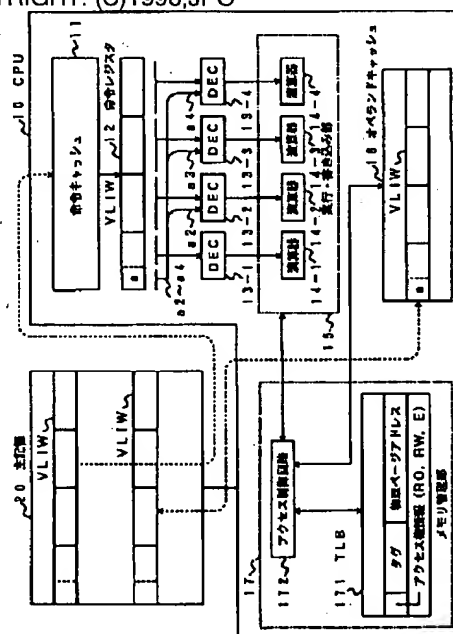 RIGHT: (C)1998,JPO
10 CPU
11
命令キャッシュ
VLIW
12 命令レジスタ
a
a2~a4
a2
a3
a4
DEC
DEC
DEC
DEC
13-1
13-2
13-3
13-4
演算器
演算器
演算器
演算器
14-1
14-2
14-3
14-4
実行・書き込み部
15
20 主記憶
VLIW
VLIW
17
アクセス制御回路
172
171 TLB
タグ
物理ページアドレス
アクセス権情報 (RO, RW, E)
メモリ管理部
16 オペランドキャッシュ
VLIW
a